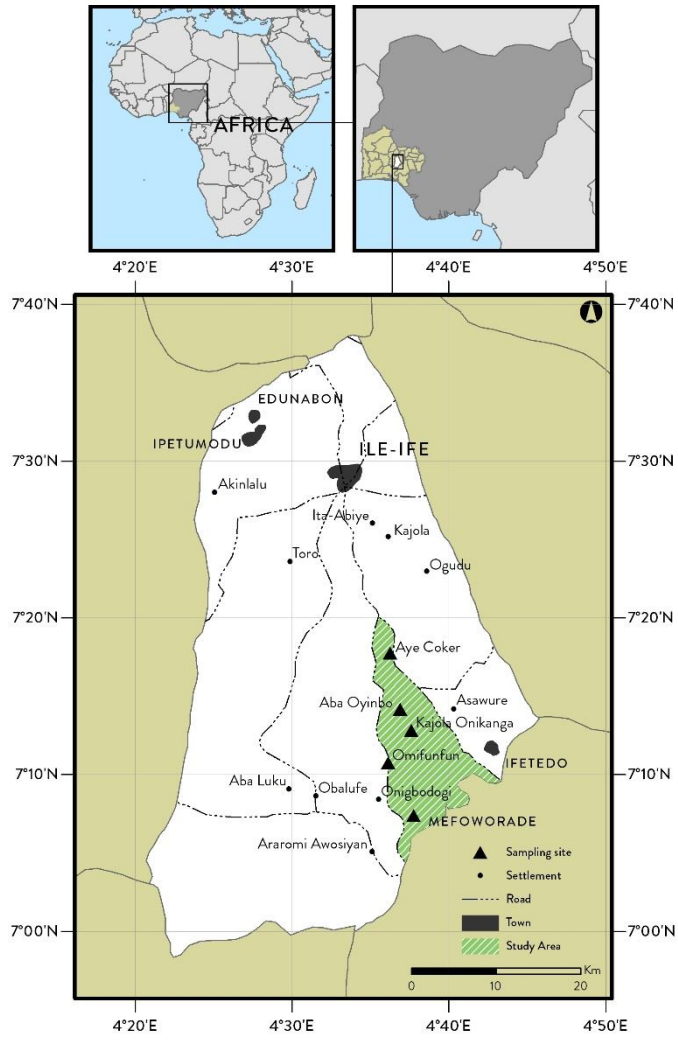 AFRICA
4°20'E 4°30'E 4°40'E 4°50'E
7°40'N 7°40'N
EDUNABON
IPETUMODU
ILE-IFE
7°30'N 7°30'N
Akinlalu
Ita-Abiye
Kajola
Toro
Ogudu
7°20'N 7°20'N
Aye Coker
Aba Oyinbo
Asawure
Kajola Onikanga
Omifunfun
IFETEDO
7°10'N 7°10'N
Aba Luku
Obalufe
Onigbodogi
MEFOWORADE
Araromi Awosiyan
Sampling site
Settlement
Road
Town
Study Area
7°00'N 7°00'N
Km
0 10 20
4°20'E 4°30'E 4°40'E 4°50'E